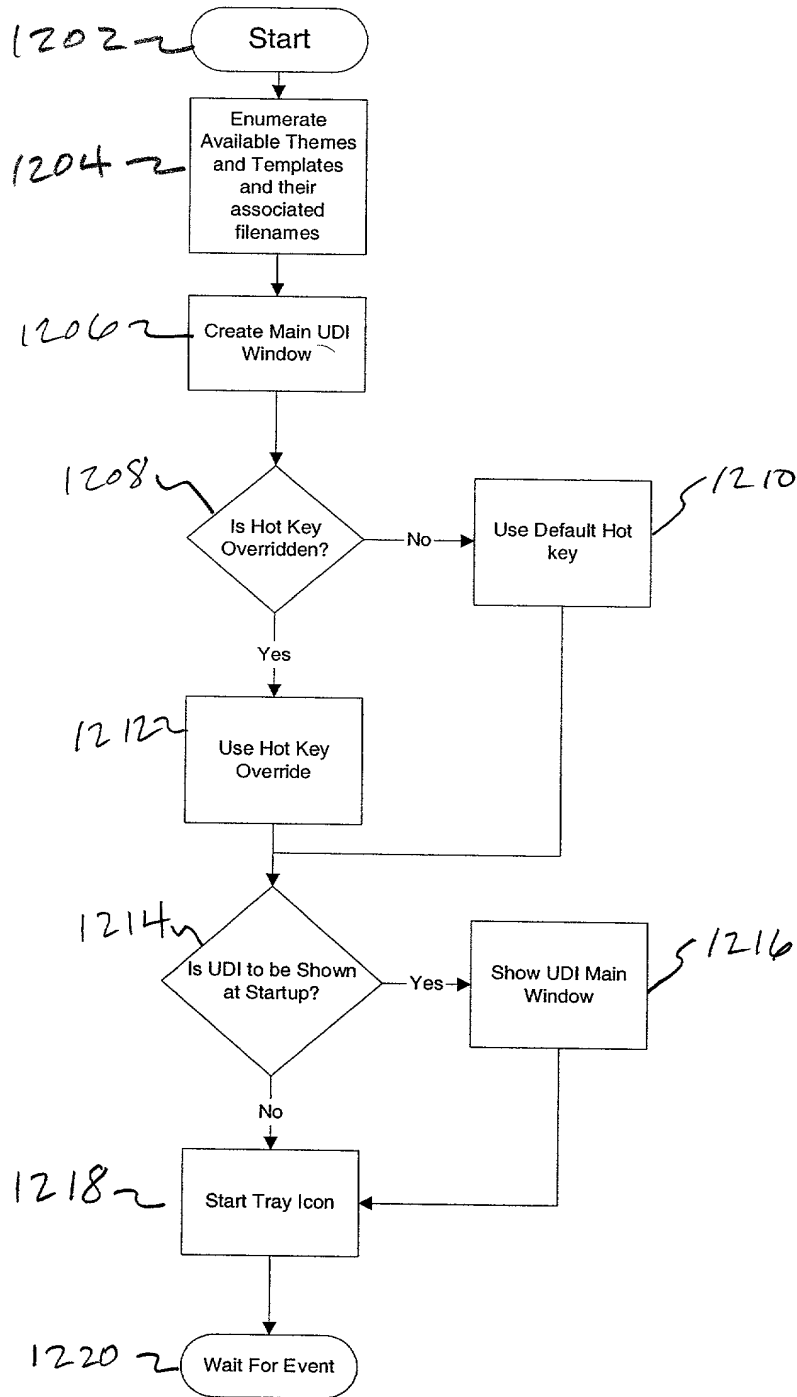 1202
Start
1204
Enumerate
Available Themes
and Templates
and their
associated
filenames
1206
Create Main UDI
Window
1208
Is Hot Key
Overridden?
No
1210
Use Default Hot
key
Yes
1212
Use Hot Key
Override
1214
Is UDI to be Shown
at Startup?
Yes
1216
Show UDI Main
Window
No
1218
Start Tray Icon
1220
Wait For Event